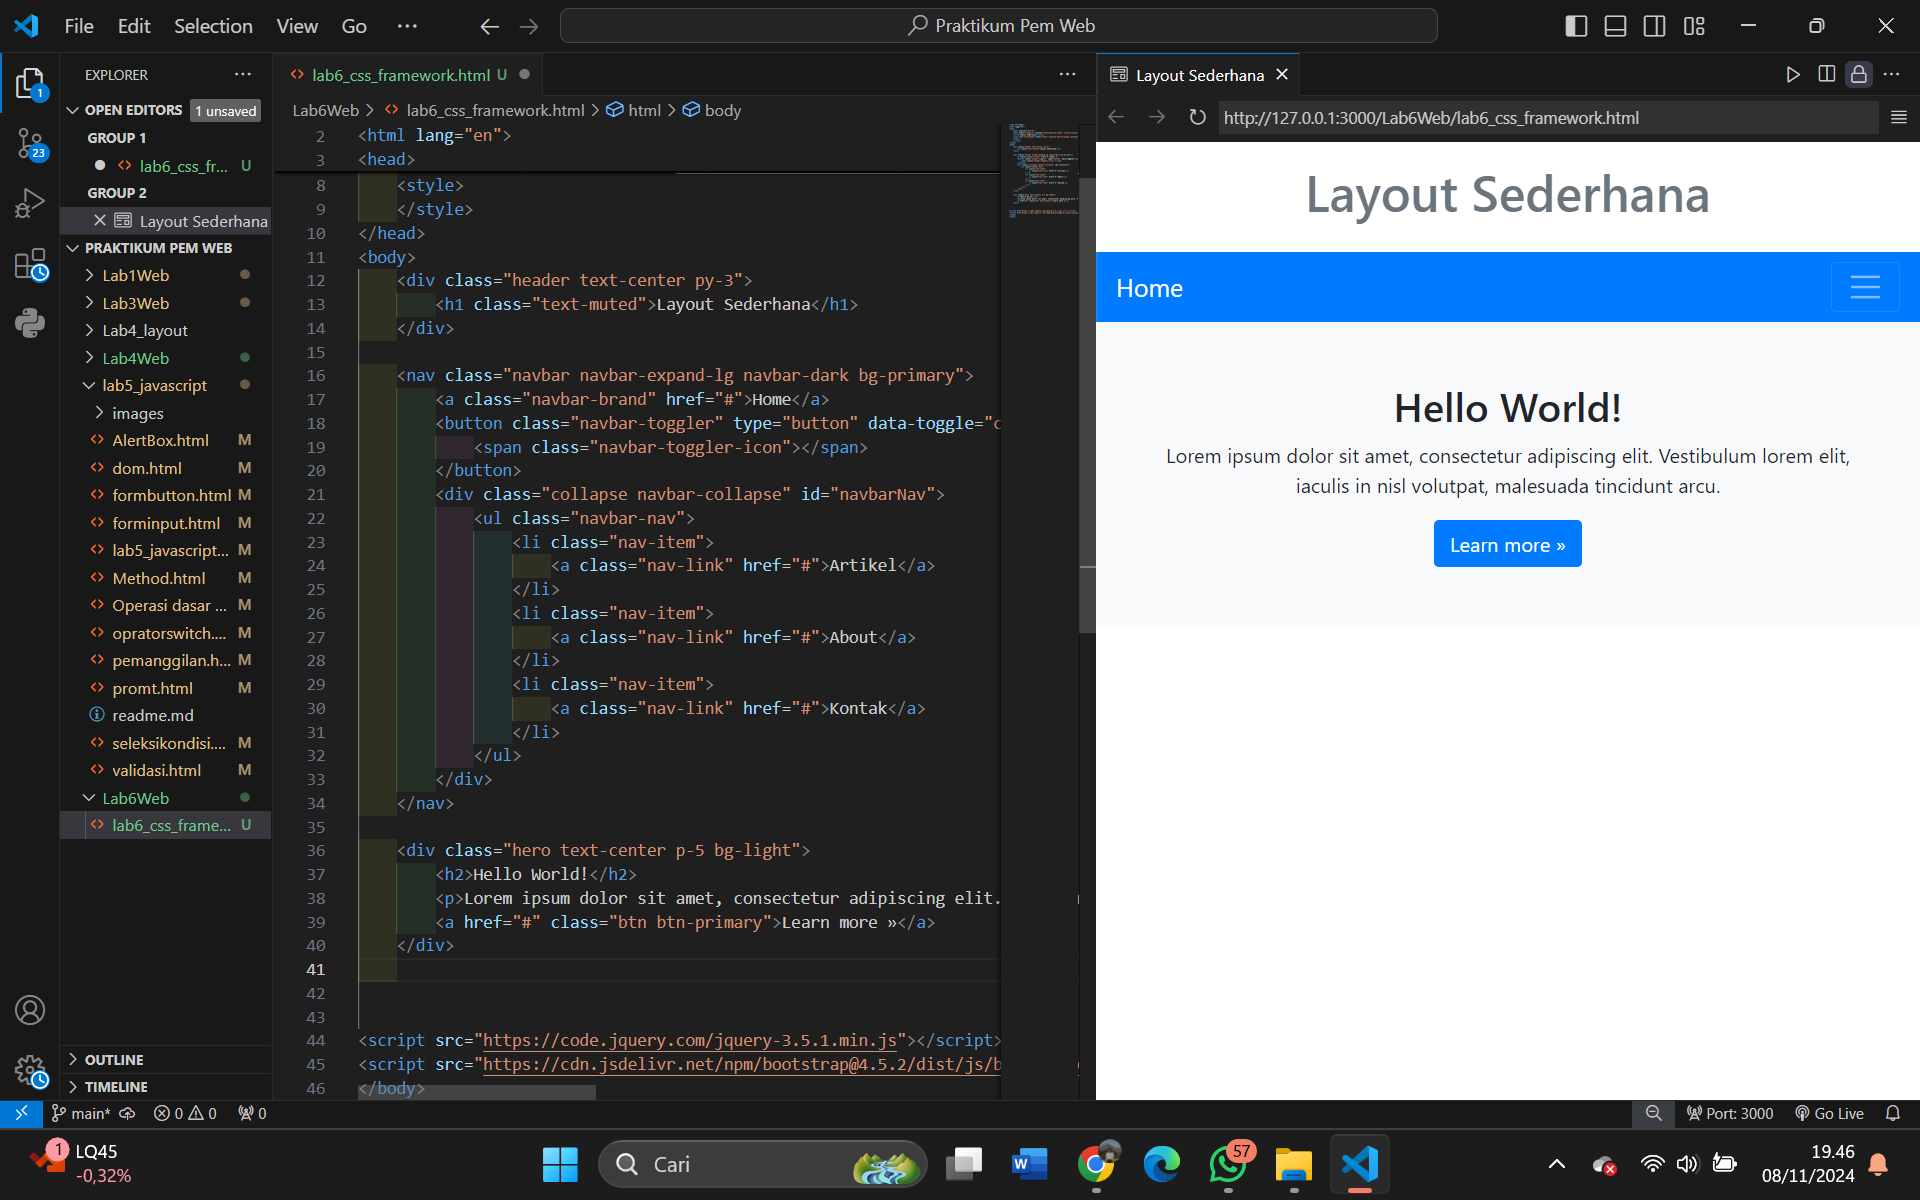 File Edit Selection View Go ··· Praktikum Pem Web
EXPLORER
OPEN EDITORS 1 unsaved
GROUP 1
lab6_css_fr... U
GROUP 2
Layout Sederhana
PRAKTIKUM PEM WEB
Lab1Web
Lab3Web
Lab4_layout
Lab4Web
lab5_javascript
images
AlertBox.html M
dom.html M
formbutton.html M
forminput.html M
lab5_javascript... M
Method.html M
Operasi dasar ... M
opratorswitch.... M
pemanggilan.h... M
promt.html M
readme.md
seleksikondisi.... M
validasi.html M
Lab6Web
lab6_css_frame... U
OUTLINE
TIMELINE
1
23
lab6_css_framework.html U
Lab6Web > lab6_css_framework.html > html > body
2 <html lang="en">
3 <head>
8 <style>
9 </style>
10 </head>
11 <body>
12 <div class="header text-center py-3">
13 <h1 class="text-muted">Layout Sederhana</h1>
14 </div>
15
16 <nav class="navbar navbar-expand-lg navbar-dark bg-primary">
17 <a class="navbar-brand" href="#">Home</a>
18 <button class="navbar-toggler" type="button" data-toggle="c
19 <span class="navbar-toggler-icon"></span>
20 </button>
21 <div class="collapse navbar-collapse" id="navbarNav">
22 <ul class="navbar-nav">
23 <li class="nav-item">
24 <a class="nav-link" href="#">Artikel</a>
25 </li>
26 <li class="nav-item">
27 <a class="nav-link" href="#">About</a>
28 </li>
29 <li class="nav-item">
30 <a class="nav-link" href="#">Kontak</a>
31 </li>
32 </ul>
33 </div>
34 </nav>
35
36 <div class="hero text-center p-5 bg-light">
37 <h2>Hello World!</h2>
38 <p>Lorem ipsum dolor sit amet, consectetur adipiscing elit.
39 <a href="#" class="btn btn-primary">Learn more »</a>
40 </div>
41
42
43
44 <script src="https://code.jquery.com/jquery-3.5.1.min.js"></script>
45 <script src="https://cdn.jsdelivr.net/npm/bootstrap@4.5.2/dist/js/b
46 </body>
Layout Sederhana
http://127.0.0.1:3000/Lab6Web/lab6_css_framework.html
Layout Sederhana
Home
Hello World!
Lorem ipsum dolor sit amet, consectetur adipiscing elit. Vestibulum lorem elit,
iaculis in nisl volutpat, malesuada tincidunt arcu.
Learn more »
main* 0 0 0 Port: 3000 Go Live
1 LQ45
-0,32%
Cari
57
19.46
08/11/2024